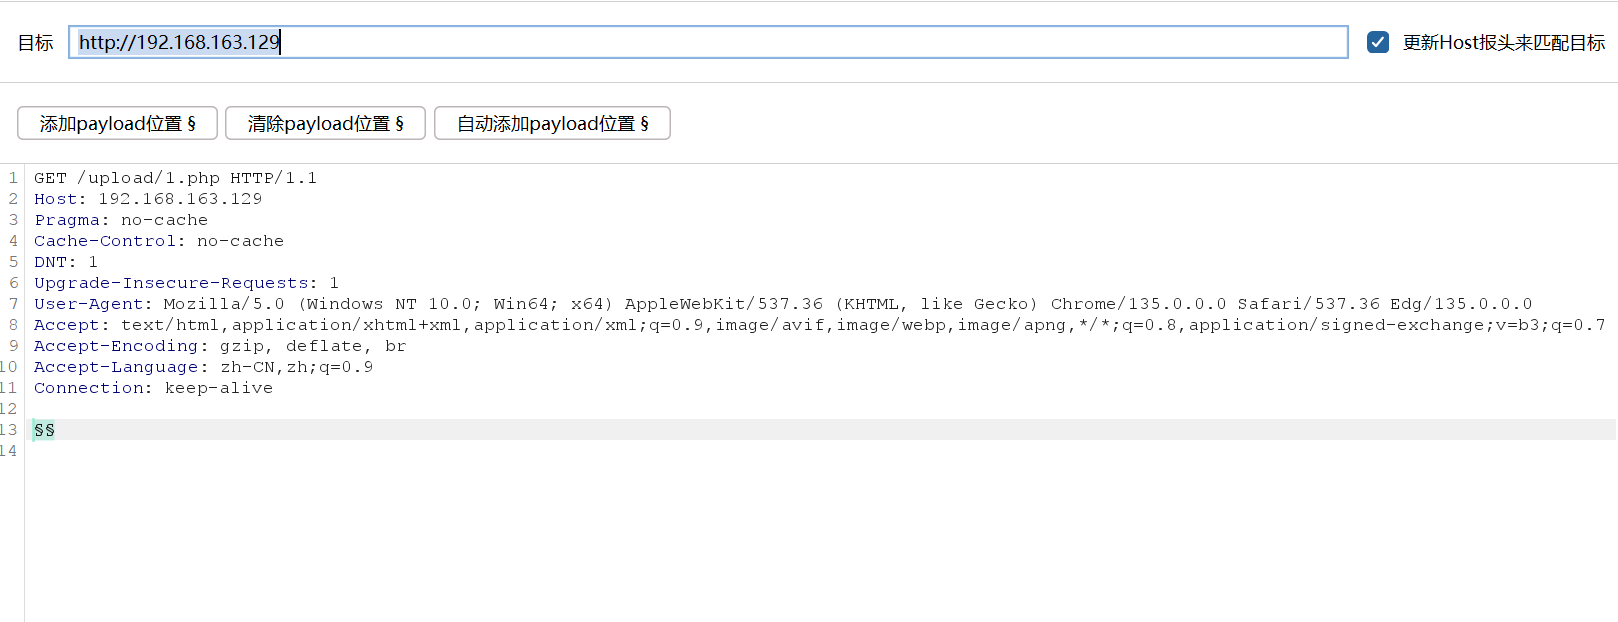 目标 http://192.168.163.129 更新Host报头来匹配目标
添加payload位置 § 清除payload位置 § 自动添加payload位置 §
1 GET /upload/1.php HTTP/1.1
2 Host: 192.168.163.129
3 Pragma: no-cache
4 Cache-Control: no-cache
5 DNT: 1
6 Upgrade-Insecure-Requests: 1
7 User-Agent: Mozilla/5.0 (Windows NT 10.0; Win64; x64) AppleWebKit/537.36 (KHTML, like Gecko) Chrome/135.0.0.0 Safari/537.36 Edg/135.0.0.0
8 Accept: text/html,application/xhtml+xml,application/xml;q=0.9,image/avif,image/webp,image/apng,*/*;q=0.8,application/signed-exchange;v=b3;q=0.7
9 Accept-Encoding: gzip, deflate, br
10 Accept-Language: zh-CN,zh;q=0.9
11 Connection: keep-alive
12
13 §§
14